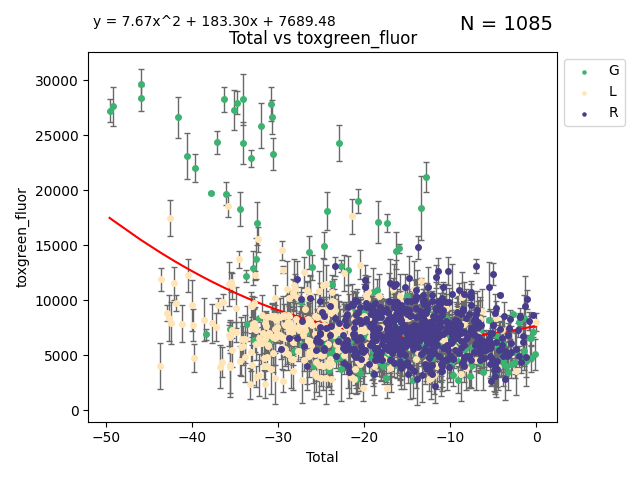 y = 7.67x^2 + 183.30x + 7689.48
N = 1085
Total vs toxgreen_fluor
G
L
R
30000
25000
20000
15000
10000
5000
0
toxgreen_fluor
−50
−40
−30
−20
−10
0
Total